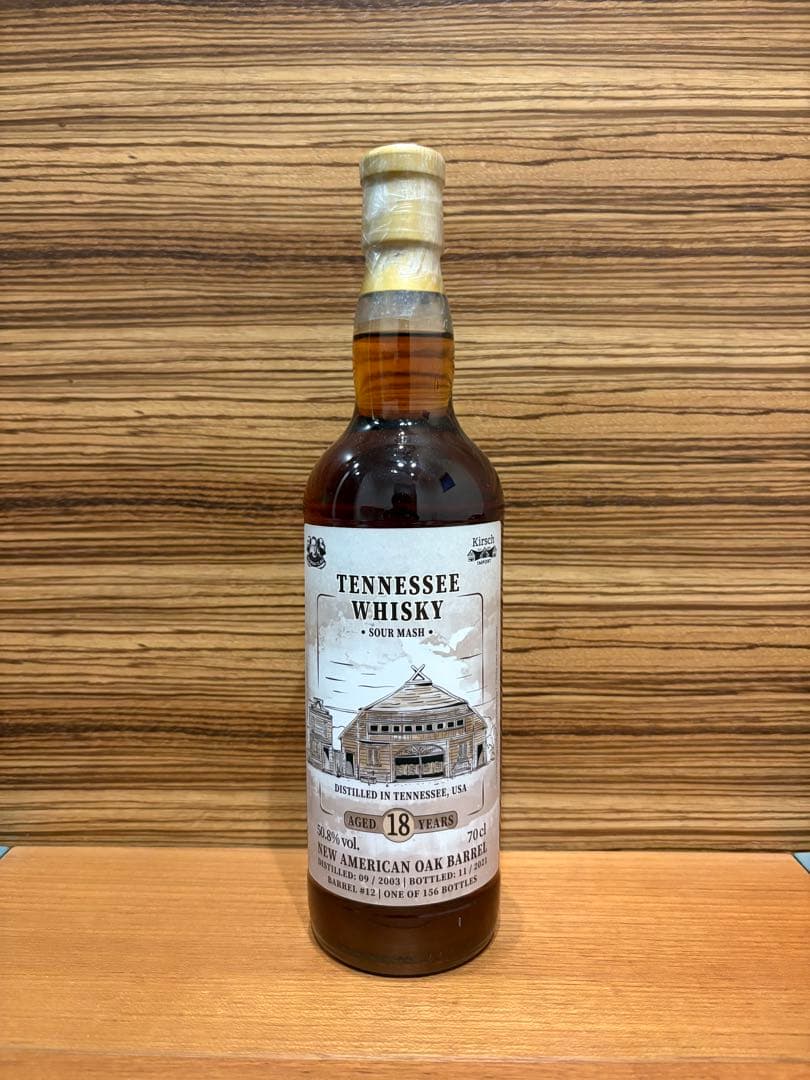 Kirsch
IMPORT
TENNESSEE
WHISKY
• SOUR MASH •
DISTILLED IN TENNESSEE, USA
AGED 18 YEARS
50.8% vol. 70 cl
NEW AMERICAN OAK BARREL
DISTILLED: 09 / 2003 | BOTTLED: 11 / 2021
BARREL #12 | ONE OF 156 BOTTLES